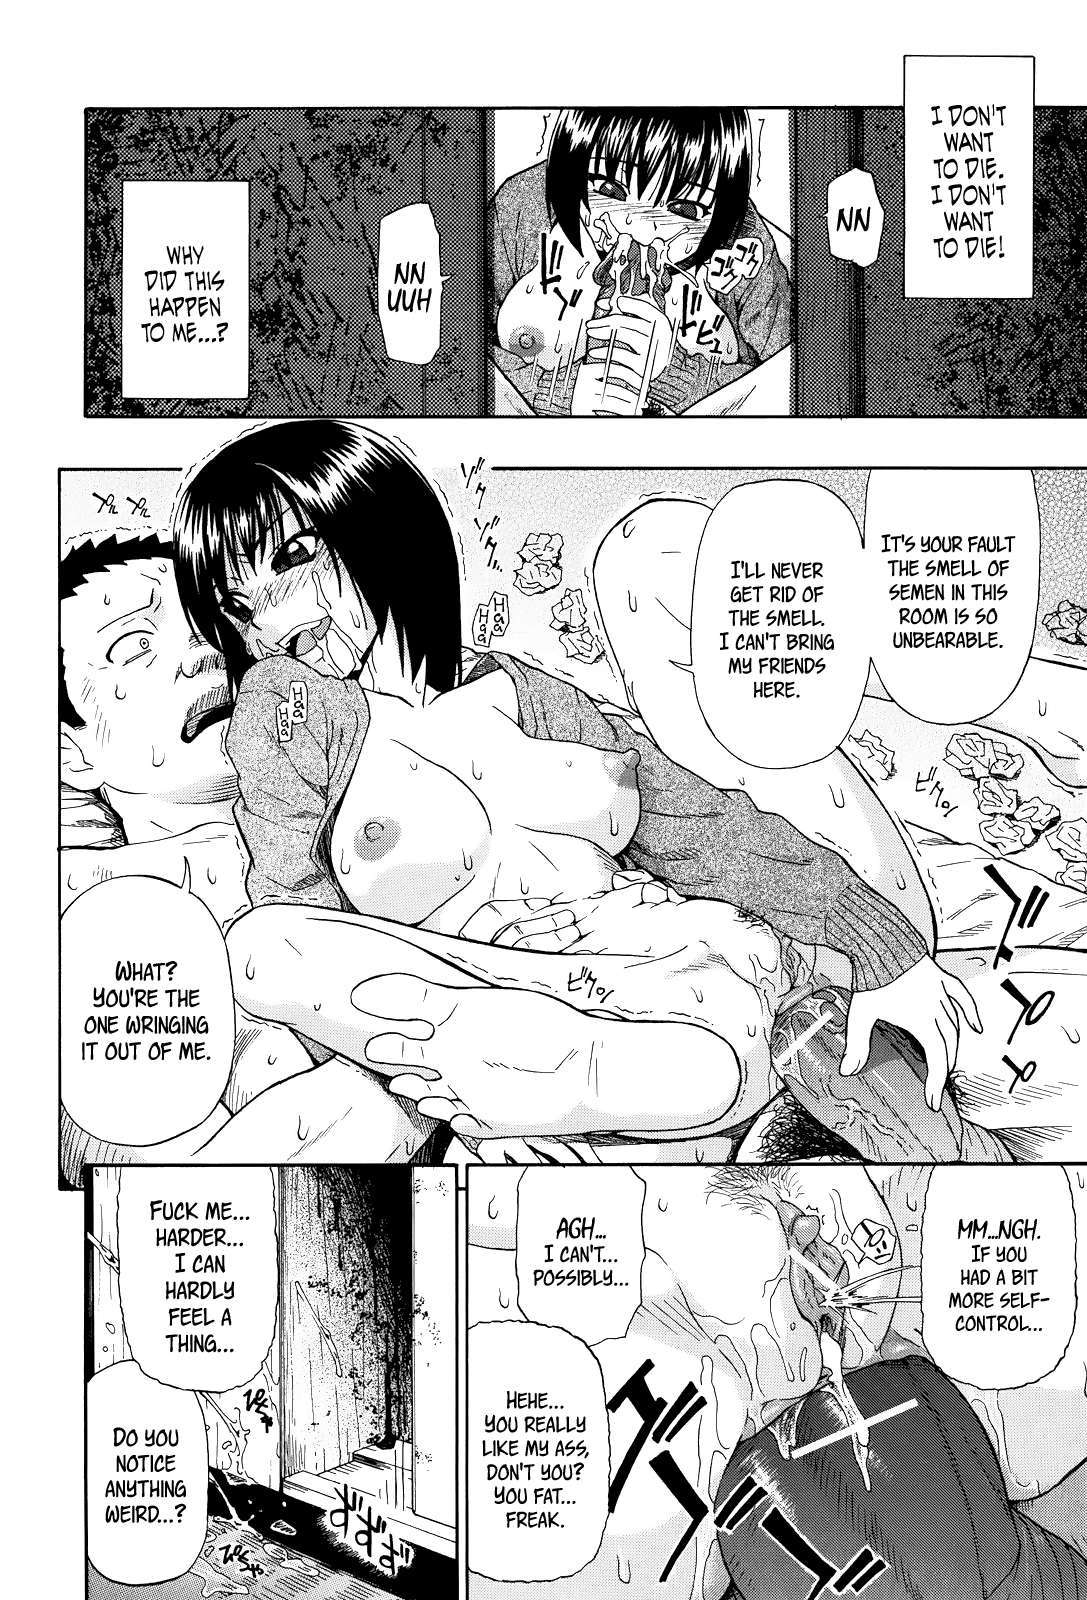 I DON'T
WANT
TO DIE.
I DON'T
WANT
TO DIE!
NN
NN
UUH
WHY
DID THIS
HAPPEN
TO ME...?
IT'S YOUR FAULT
THE SMELL OF
SEMEN IN THIS
ROOM IS SO
UNBEARABLE.
I'LL NEVER
GET RID OF
THE SMELL.
I CAN'T BRING
MY FRIENDS
HERE.
Haa
Haa
Haa
Haa
WHAT?
YOU'RE THE
ONE WRINGING
IT OUT OF ME.
MM...NGH.
IF YOU
HAD A BIT
MORE SELF-
CONTROL...
AGH...
I CAN'T...
POSSIBLY...
HEHE...
YOU REALLY
LIKE MY ASS,
DON'T YOU?
YOU FAT...
FREAK.
FUCK ME...
HARDER...
I CAN
HARDLY
FEEL A
THING...
DO YOU
NOTICE
ANYTHING
WEIRD...?